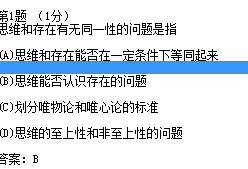 第1题 (1分)
思维和存在有无同一性的问题是指
(A)思维和存在能否在一定条件下等同起来
(B)思维能否认识存在的问题
(C)划分唯物论和唯心论的标准
(D)思维的至上性和非至上性的问题
答案: B